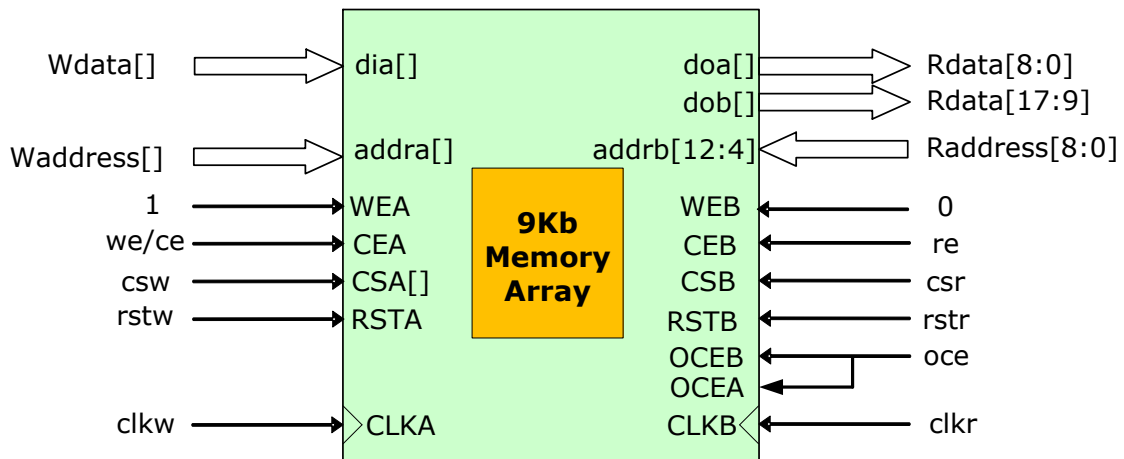 Wdata[] dia[] doa[] Rdata[8:0]
dob[] Rdata[17:9]
Waddress[] addra[] addrb[12:4] Raddress[8:0]
1 WEA WEB 0
we/ce CEA CEB re
csw CSA[] CSB csr
rstw RSTA RSTB rstr
OCEB oce
OCEA
clkw CLKA CLKB clkr
9Kb
Memory
Array